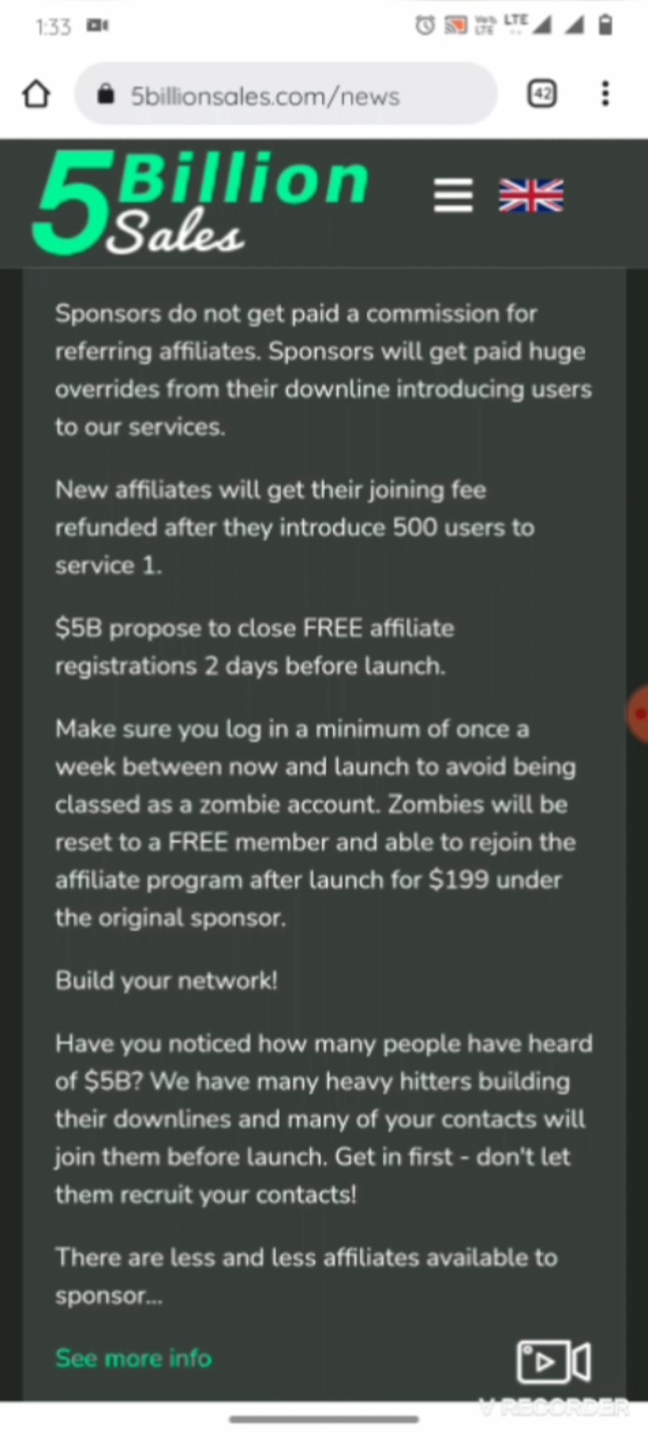 1:33
LTE
5billionsales.com/news
42
5 Billion
Sales
Sponsors do not get paid a commission for
referring affiliates. Sponsors will get paid huge
overrides from their downline introducing users
to our services.
New affiliates will get their joining fee
refunded after they introduce 500 users to
service 1.
$5B propose to close FREE affiliate
registrations 2 days before launch.
Make sure you log in a minimum of once a
week between now and launch to avoid being
classed as a zombie account. Zombies will be
reset to a FREE member and able to rejoin the
affiliate program after launch for $199 under
the original sponsor.
Build your network!
Have you noticed how many people have heard
of $5B? We have many heavy hitters building
their downlines and many of your contacts will
join them before launch. Get in first - don't let
them recruit your contacts!
There are less and less affiliates available to
sponsor...
See more info
V RECORDER